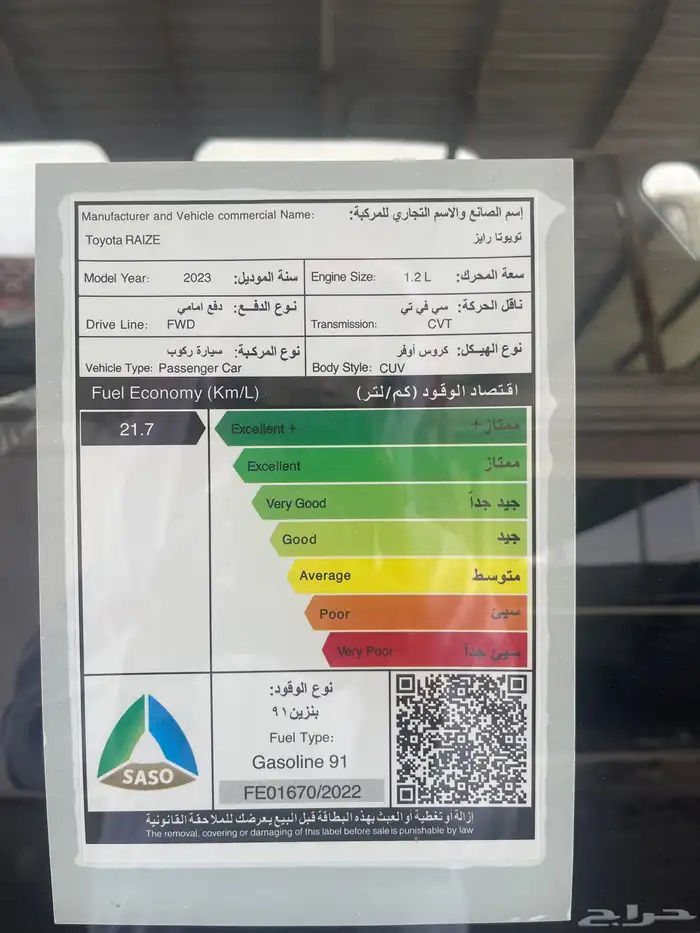 Manufacturer and Vehicle commercial Name: إسم الصانع والاسم التجاري للمركبة:
Toyota RAIZE تويوتا رايز
Model Year: 2023 سنة الموديل: Engine Size: 1.2 L سعة المحرك:
نوع الدفع: دفع امامي ناقل الحركة: سي في تي
Drive Line: FWD Transmission: CVT
نوع المركبة: سيارة ركوب نوع الهيكل: كروس أوفر
Vehicle Type: Passenger Car Body Style: CUV
Fuel Economy (Km/L) اقتصاد الوقود (كم/لتر)
21.7 Excellent + ممتاز+
Excellent ممتاز
Very Good جيد جداً
Good جيد
Average متوسط
Poor سيئ
Very Poor سيئ جداً
نوع الوقود:
بنزين ٩١
Fuel Type:
Gasoline 91
FE01670/2022
SASO
إزالة أو تغطية أو العبث بهذه البطاقة قبل البيع يعرضك للملاحقة القانونية
The removal, covering or damaging of this label before sale is punishable by law
حراج